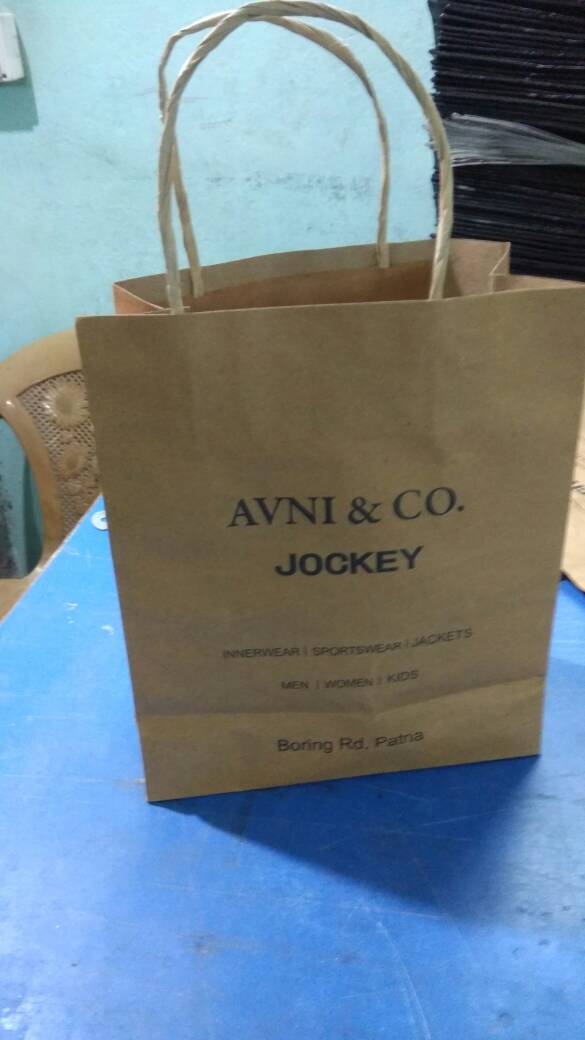 AVNI & CO.
JOCKEY
INNERWEAR | SPORTSWEAR | JACKETS
MEN | WOMEN | KIDS
Boring Rd, Patna